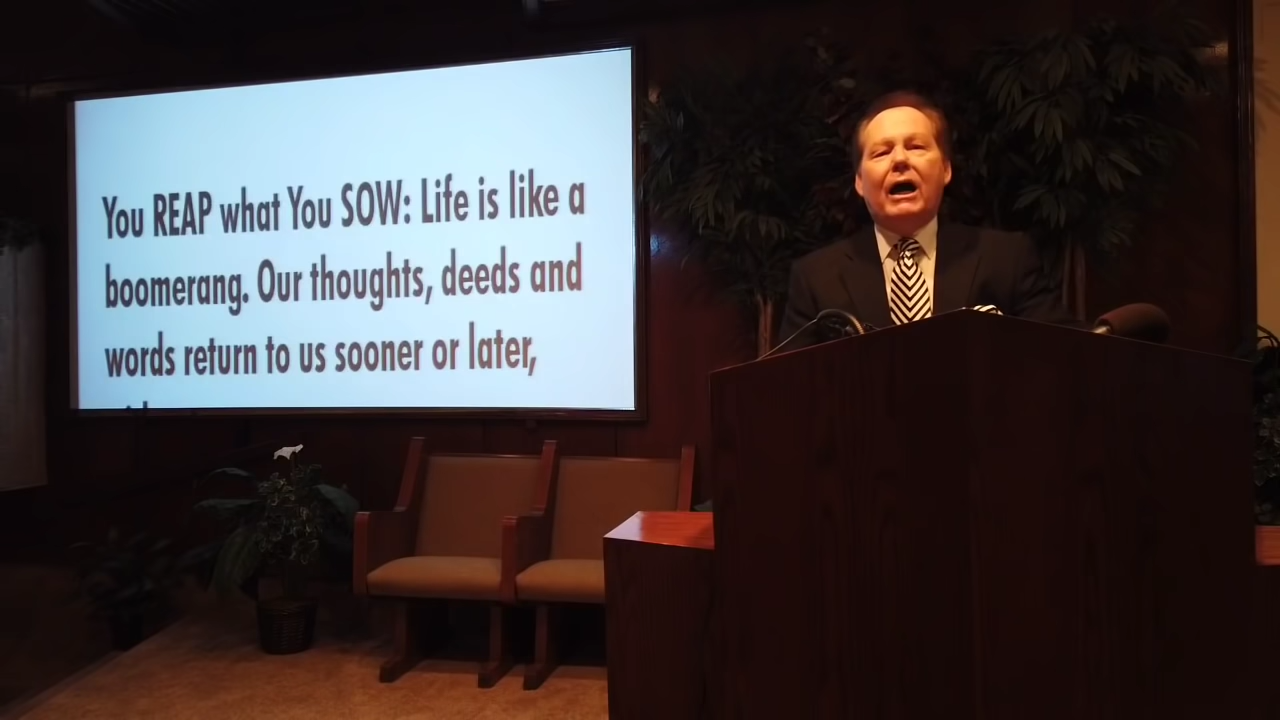 You REAP what You SOW: Life is like a
boomerang. Our thoughts, deeds and
words return to us sooner or later,